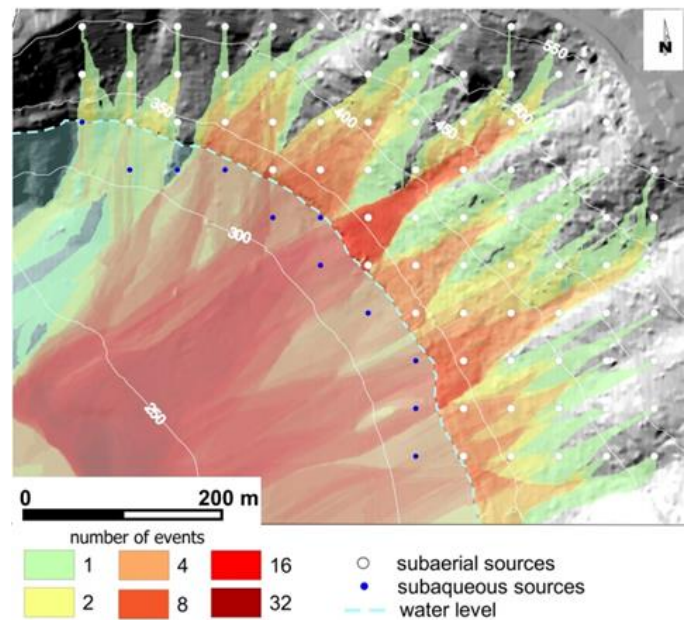 N
550
500
350
400
450
300
250
0 200 m
number of events
1 4 16
2 8 32
subaerial sources
subaqueous sources
water level